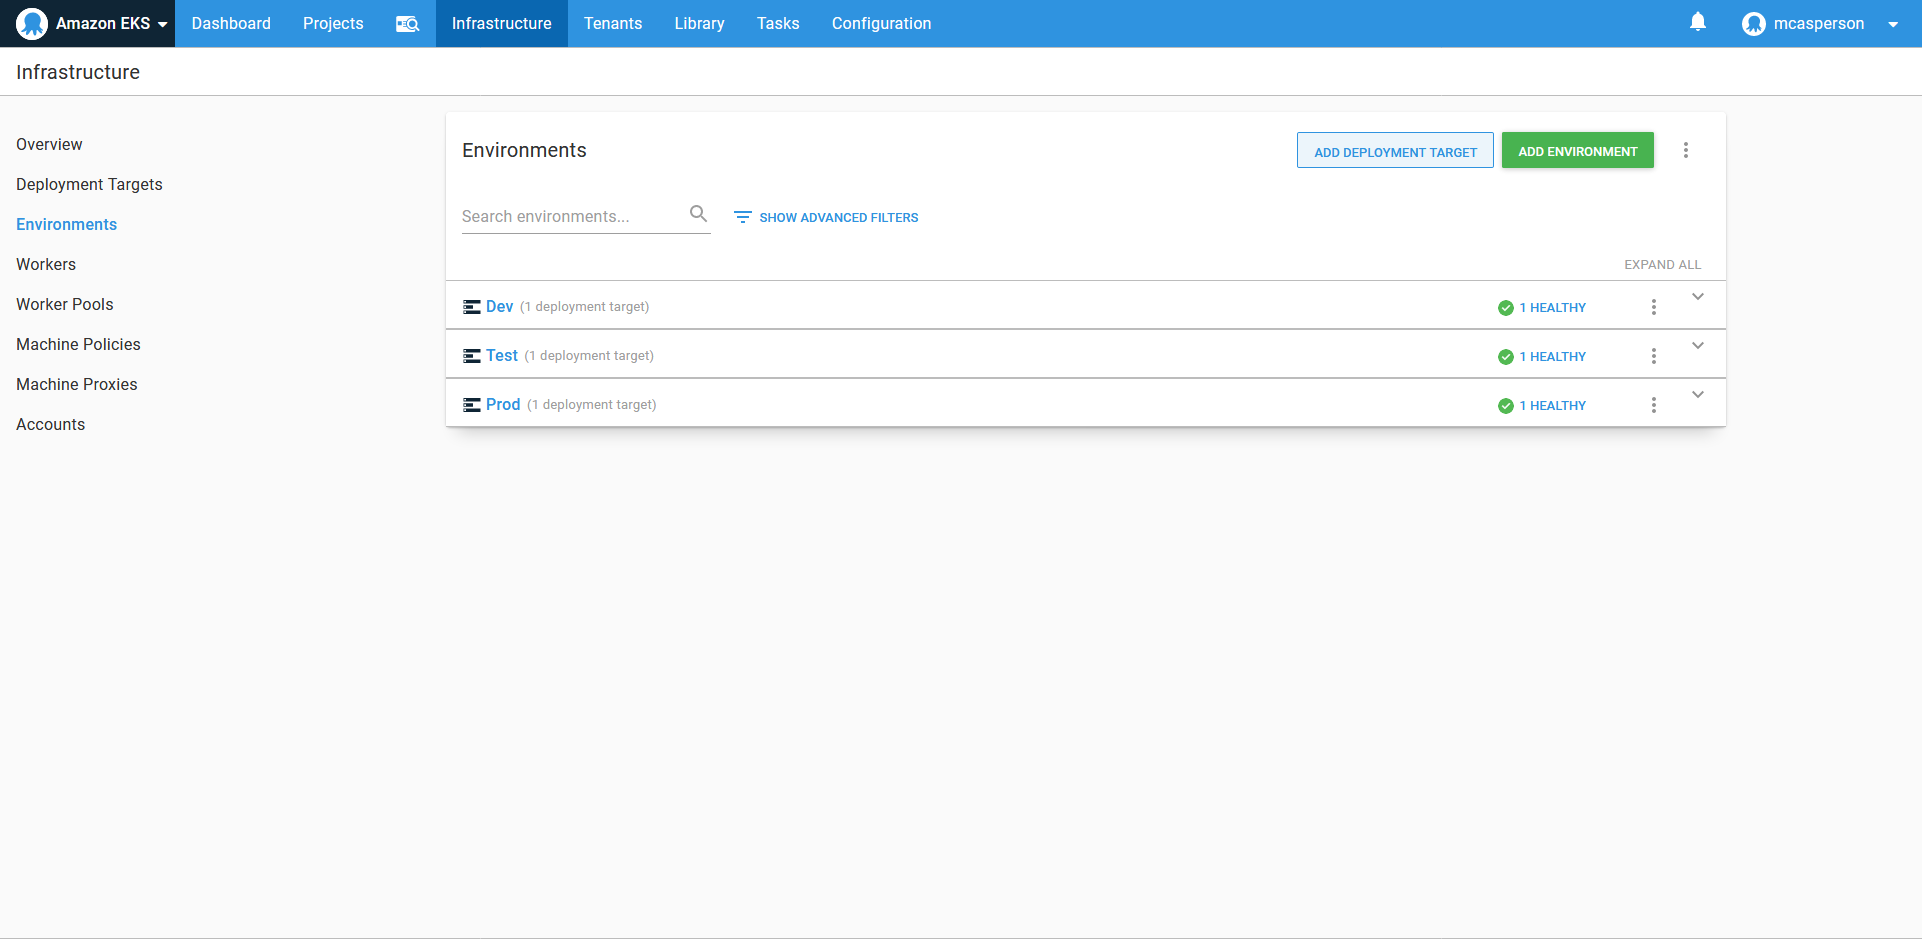 Amazon EKS Dashboard Projects Infrastructure Tenants Library Tasks Configuration mcasperson
Infrastructure
Overview
Deployment Targets
Environments
Workers
Worker Pools
Machine Policies
Machine Proxies
Accounts
Environments ADD DEPLOYMENT TARGET ADD ENVIRONMENT
Search environments... SHOW ADVANCED FILTERS
EXPAND ALL
Dev (1 deployment target) 1 HEALTHY
Test (1 deployment target) 1 HEALTHY
Prod (1 deployment target) 1 HEALTHY